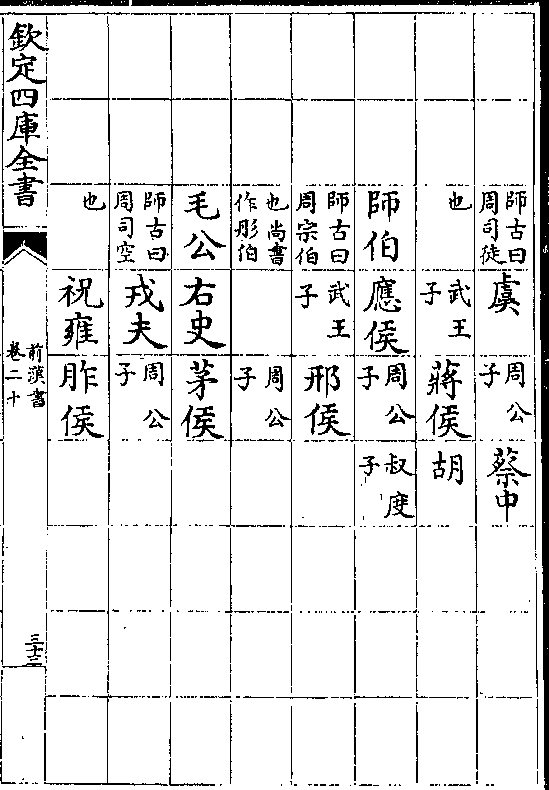 師古曰
周司徒
虞
周公
子
蔡中
也
武王
子
蔣侯
胡
師伯
應侯
周公
子
叔度
子
師古曰
周宗伯
武王
子
邢侯
也尚書
作彤伯
周公
子
毛公
右史
茅侯
師古曰
周司空
戎夫
周公
子
也
祝雍
胙侯
欽定四庫全書
前漢書
卷二十
三十三